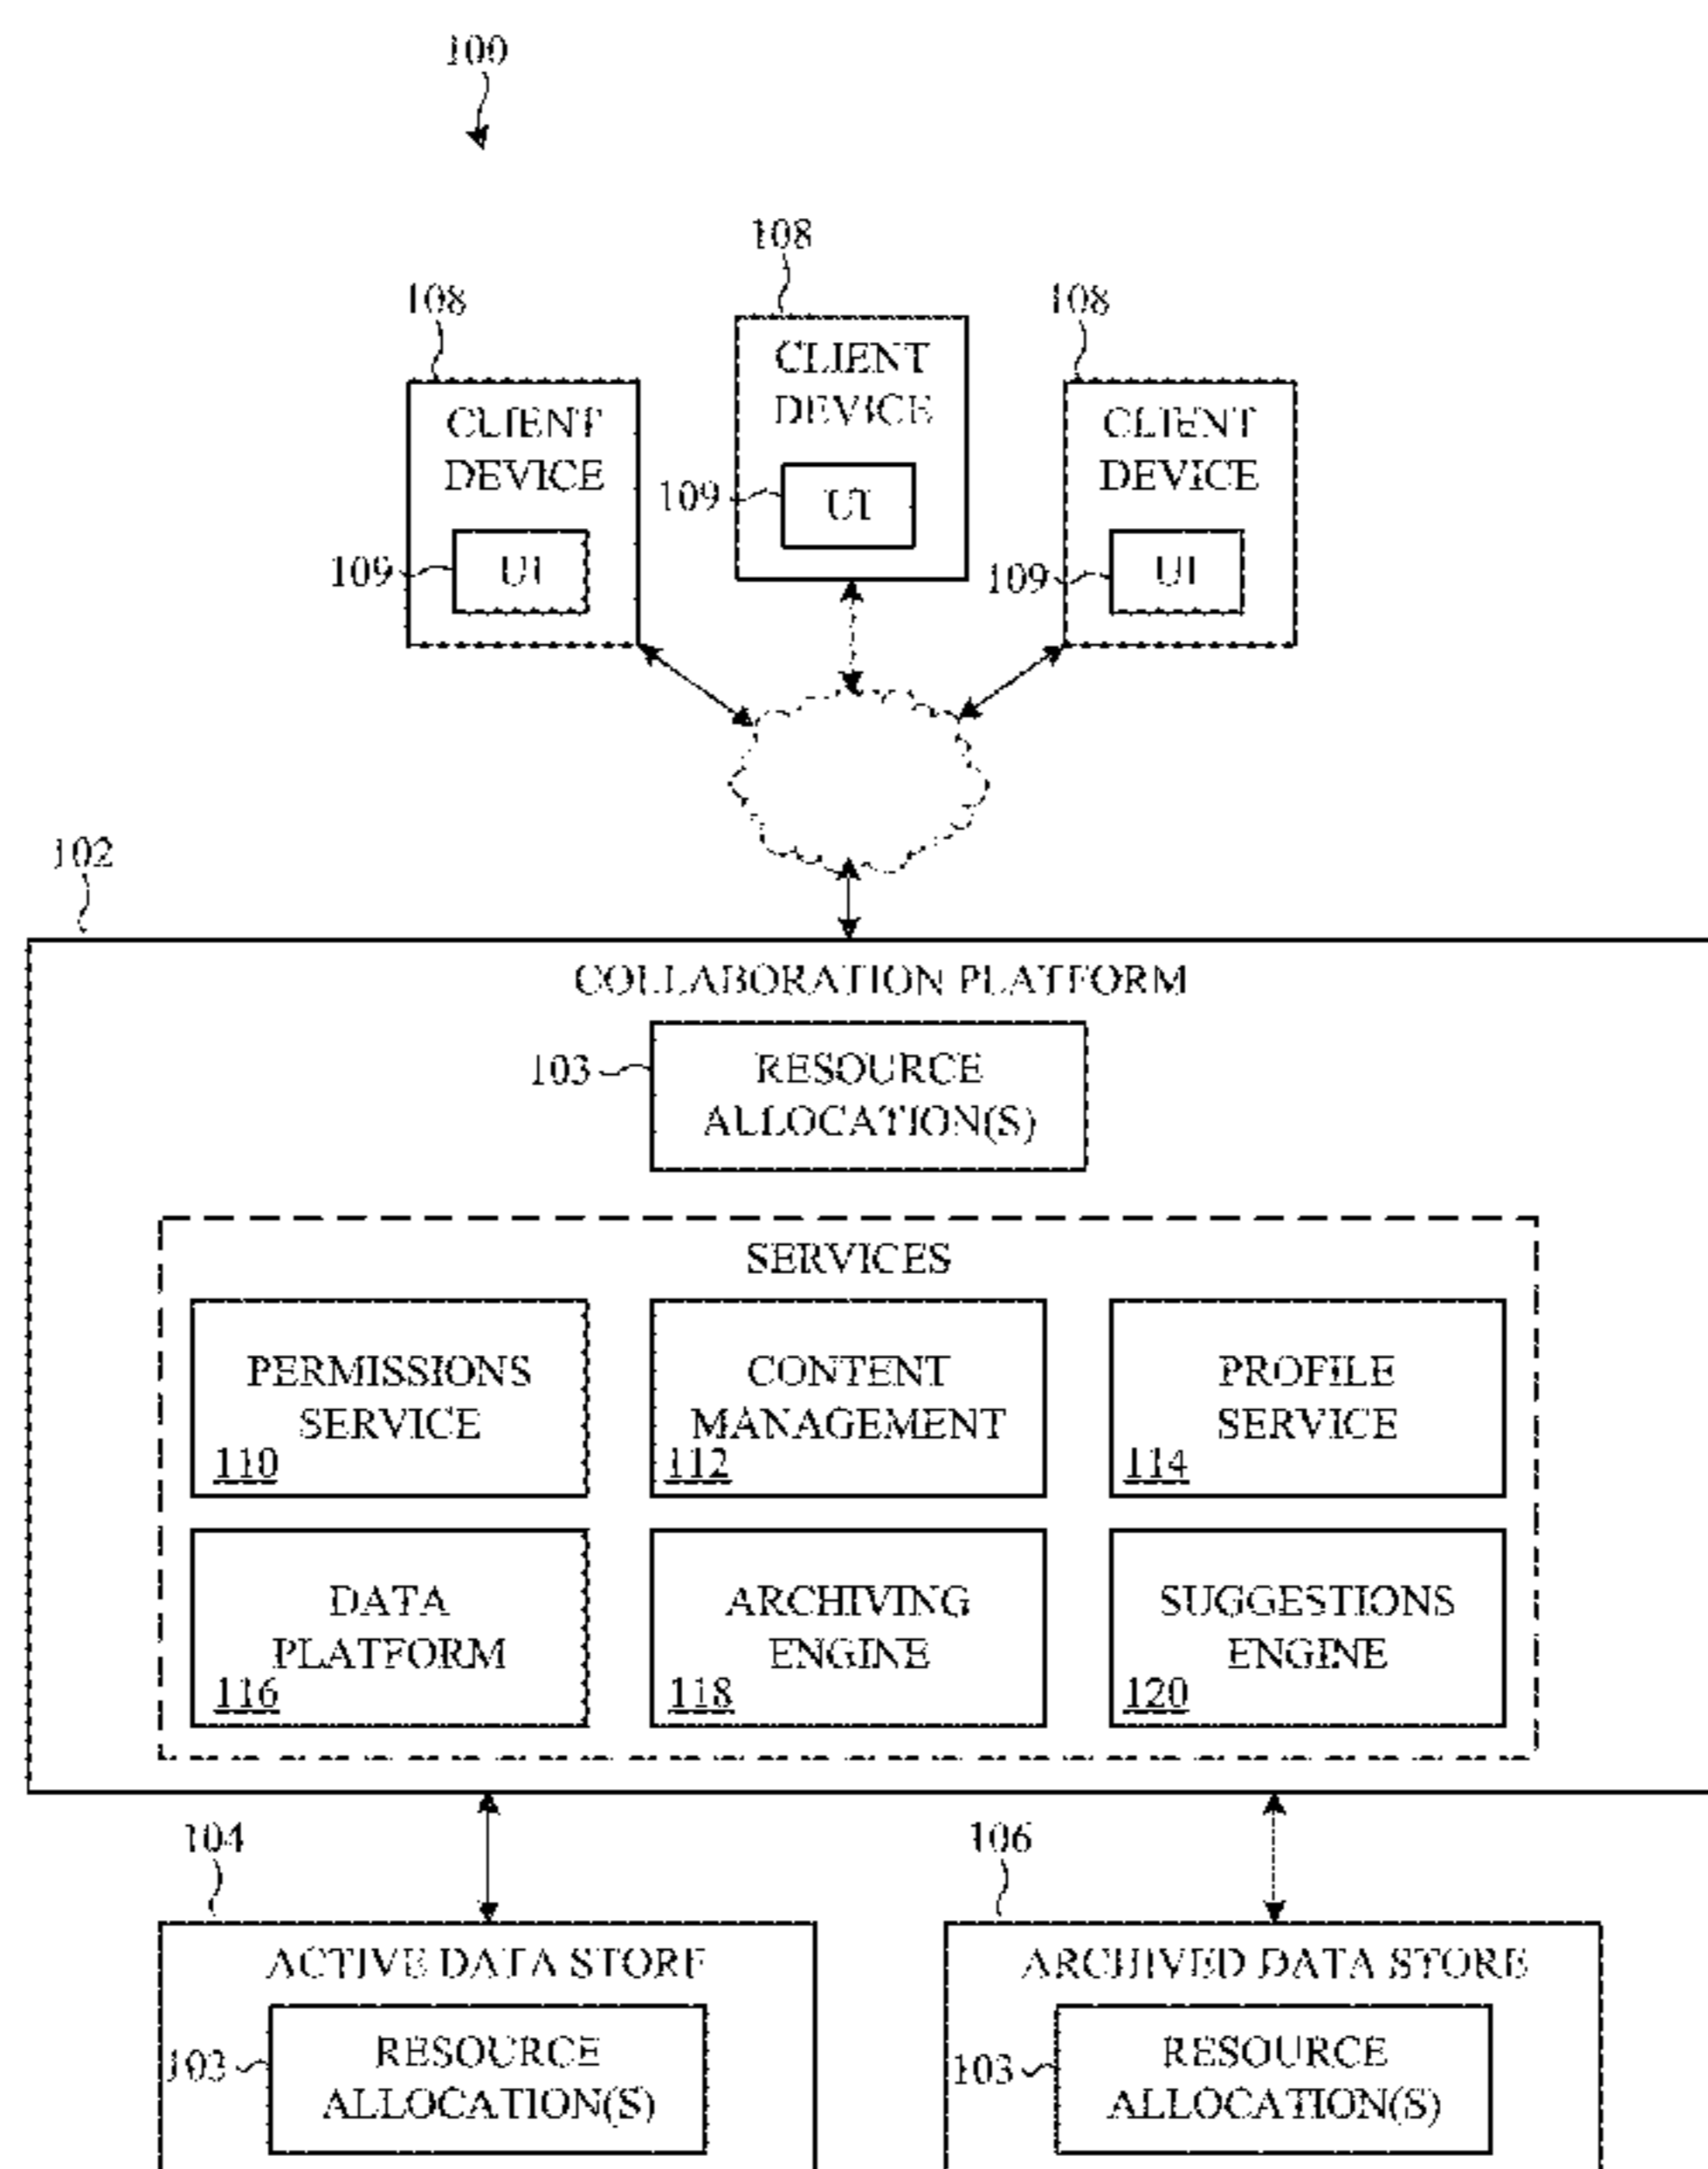 100
108
108
108
CLIENT
DEVICE
CLIENT
DEVICE
CLIENT
DEVICE
109
UI
109
UI
109
UI
102
COLLABORATION PLATFORM
103
RESOURCE
ALLOCATION(S)
SERVICES
PERMISSIONS
SERVICE
110
CONTENT
MANAGEMENT
112
PROFILE
SERVICE
114
DATA
PLATFORM
116
ARCHIVING
ENGINE
118
SUGGESTIONS
ENGINE
120
104
106
ACTIVE DATA STORE
103
RESOURCE
ALLOCATION(S)
ARCHIVED DATA STORE
103
RESOURCE
ALLOCATION(S)